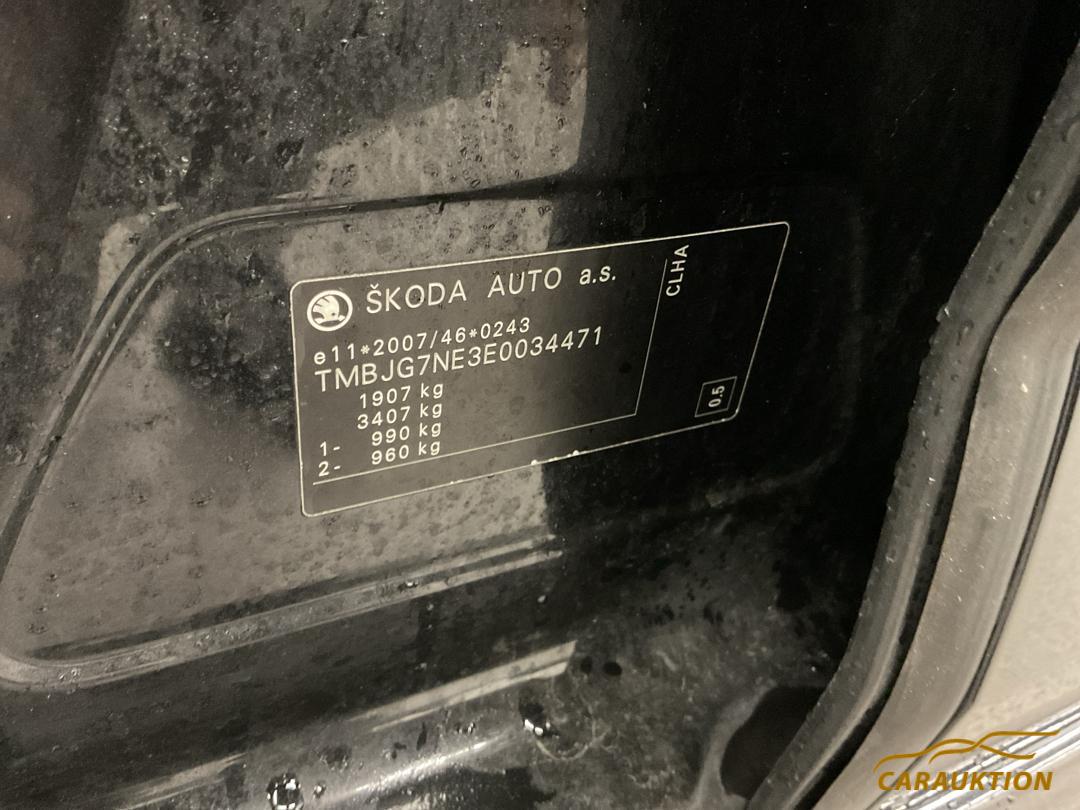 ŠKODA AUTO a.s.
e11*2007/46*0243
TMBJG7NE3E0034471
1907 kg
3407 kg
1- 990 kg
2- 960 kg
CLHA
0.5
CARAUKTION